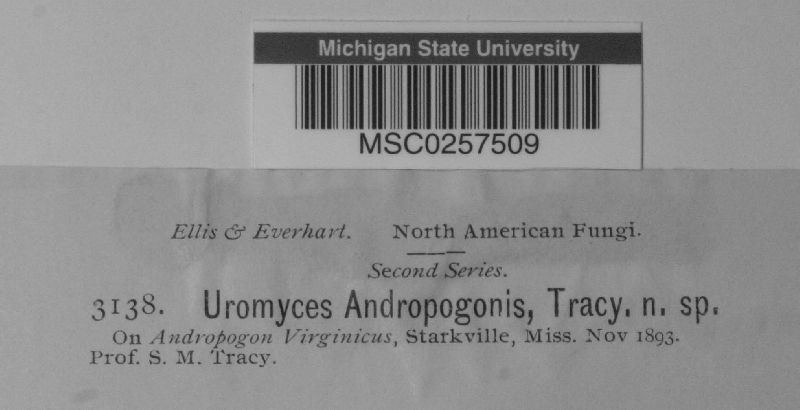 Michigan State University
MSC0257509
Ellis & Everhart. North American Fungi.
Second Series.
3138. Uromyces Andropogonis, Tracy. n. sp.
On Andropogon Virginicus, Starkville, Miss. Nov 1893.
Prof. S. M. Tracy.